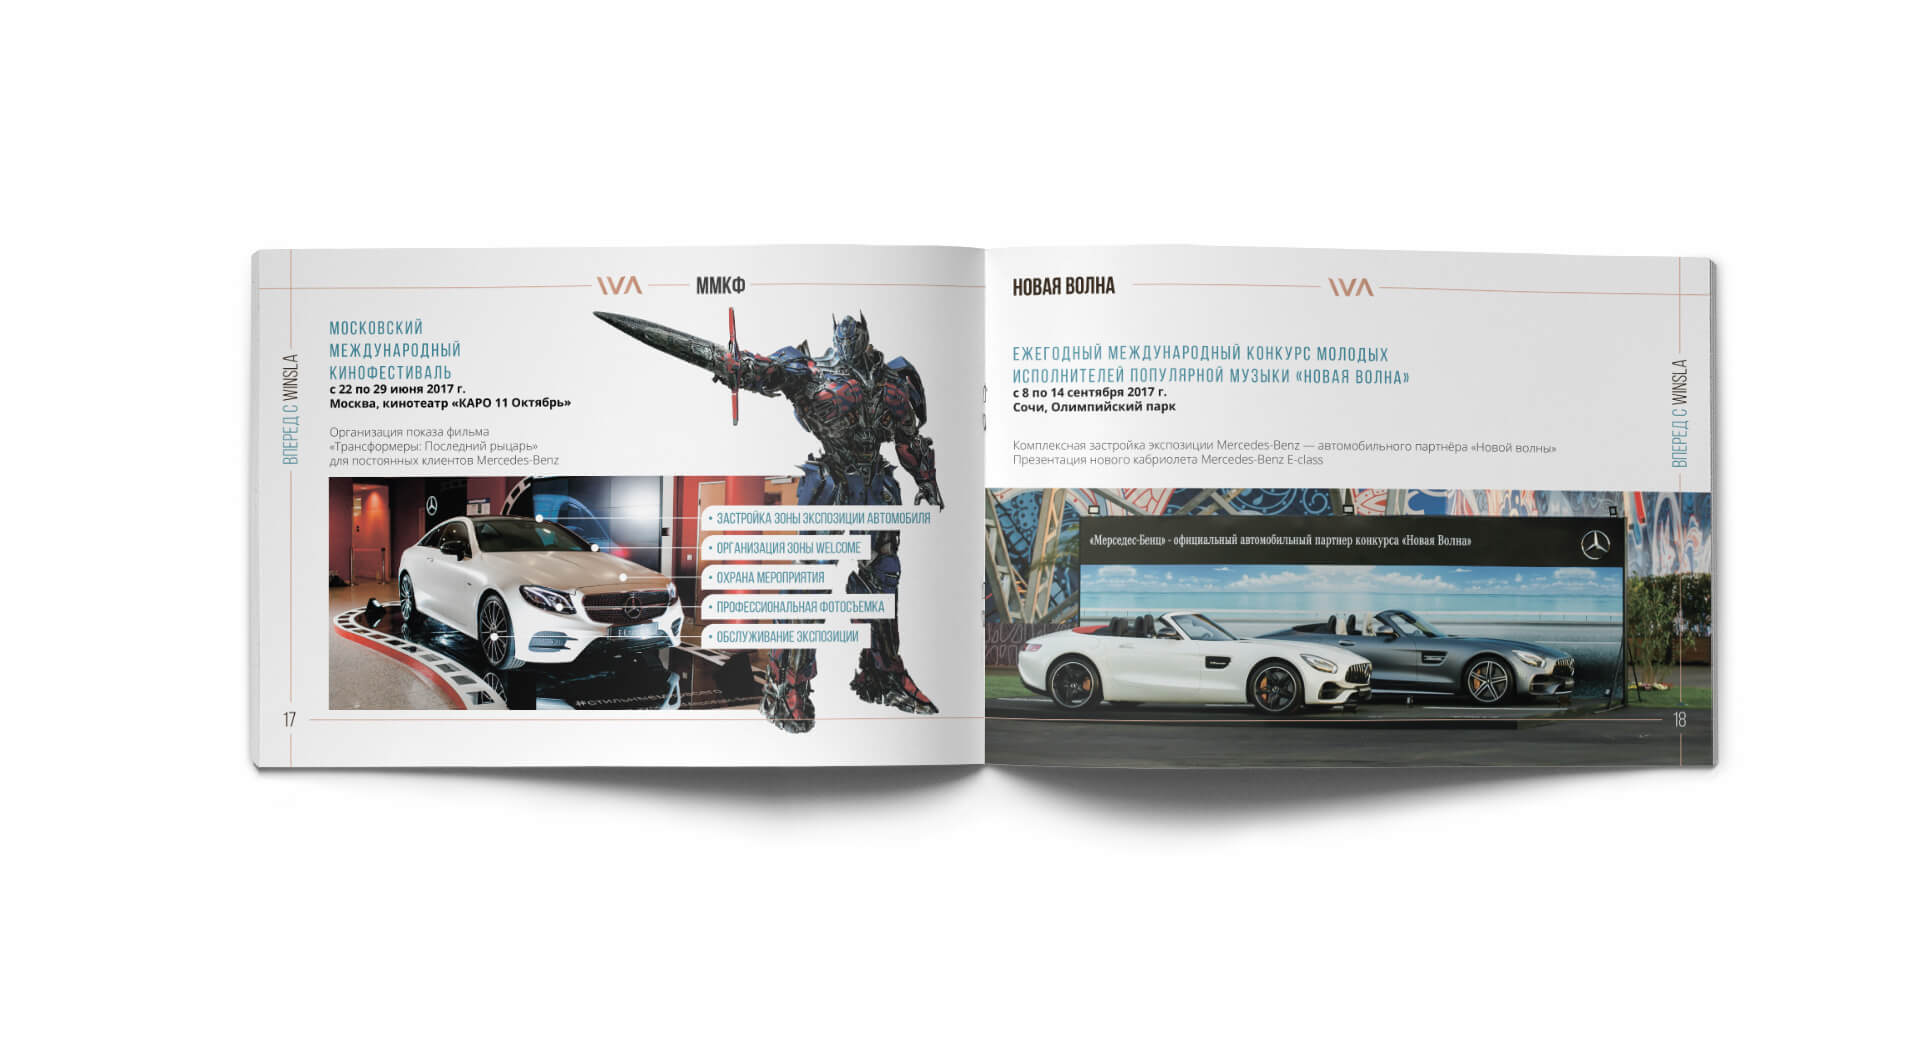 ММКФ
МОСКОВСКИЙ
МЕЖДУНАРОДНЫЙ
КИНОФЕСТИВАЛЬ
с 22 по 29 июня 2017 г.
Москва, кинотеатр «КАРО 11 Октябрь»
Организация показа фильма
«Трансформеры: Последний рыцарь»
для постоянных клиентов Mercedes-Benz
• ЗАСТРОЙКА ЗОНЫ ЭКСПОЗИЦИИ АВТОМОБИЛЯ
• ОРГАНИЗАЦИЯ ЗОНЫ WELCOME
• ОХРАНА МЕРОПРИЯТИЯ
• ПРОФЕССИОНАЛЬНАЯ ФОТОСЪЕМКА
• ОБСЛУЖИВАНИЕ ЭКСПОЗИЦИИ
ВПЕРЕД С WINSLA
17
НОВАЯ ВОЛНА
ЕЖЕГОДНЫЙ МЕЖДУНАРОДНЫЙ КОНКУРС МОЛОДЫХ
ИСПОЛНИТЕЛЕЙ ПОПУЛЯРНОЙ МУЗЫКИ «НОВАЯ ВОЛНА»
с 8 по 14 сентября 2017 г.
Сочи, Олимпийский парк
Комплексная застройка экспозиции Mercedes-Benz — автомобильного партнёра «Новой волны»
Презентация нового кабриолета Mercedes-Benz E-class
«Мерседес-Бенц» - официальный автомобильный партнер конкурса «Новая Волна»
ВПЕРЕД С WINSLA
18